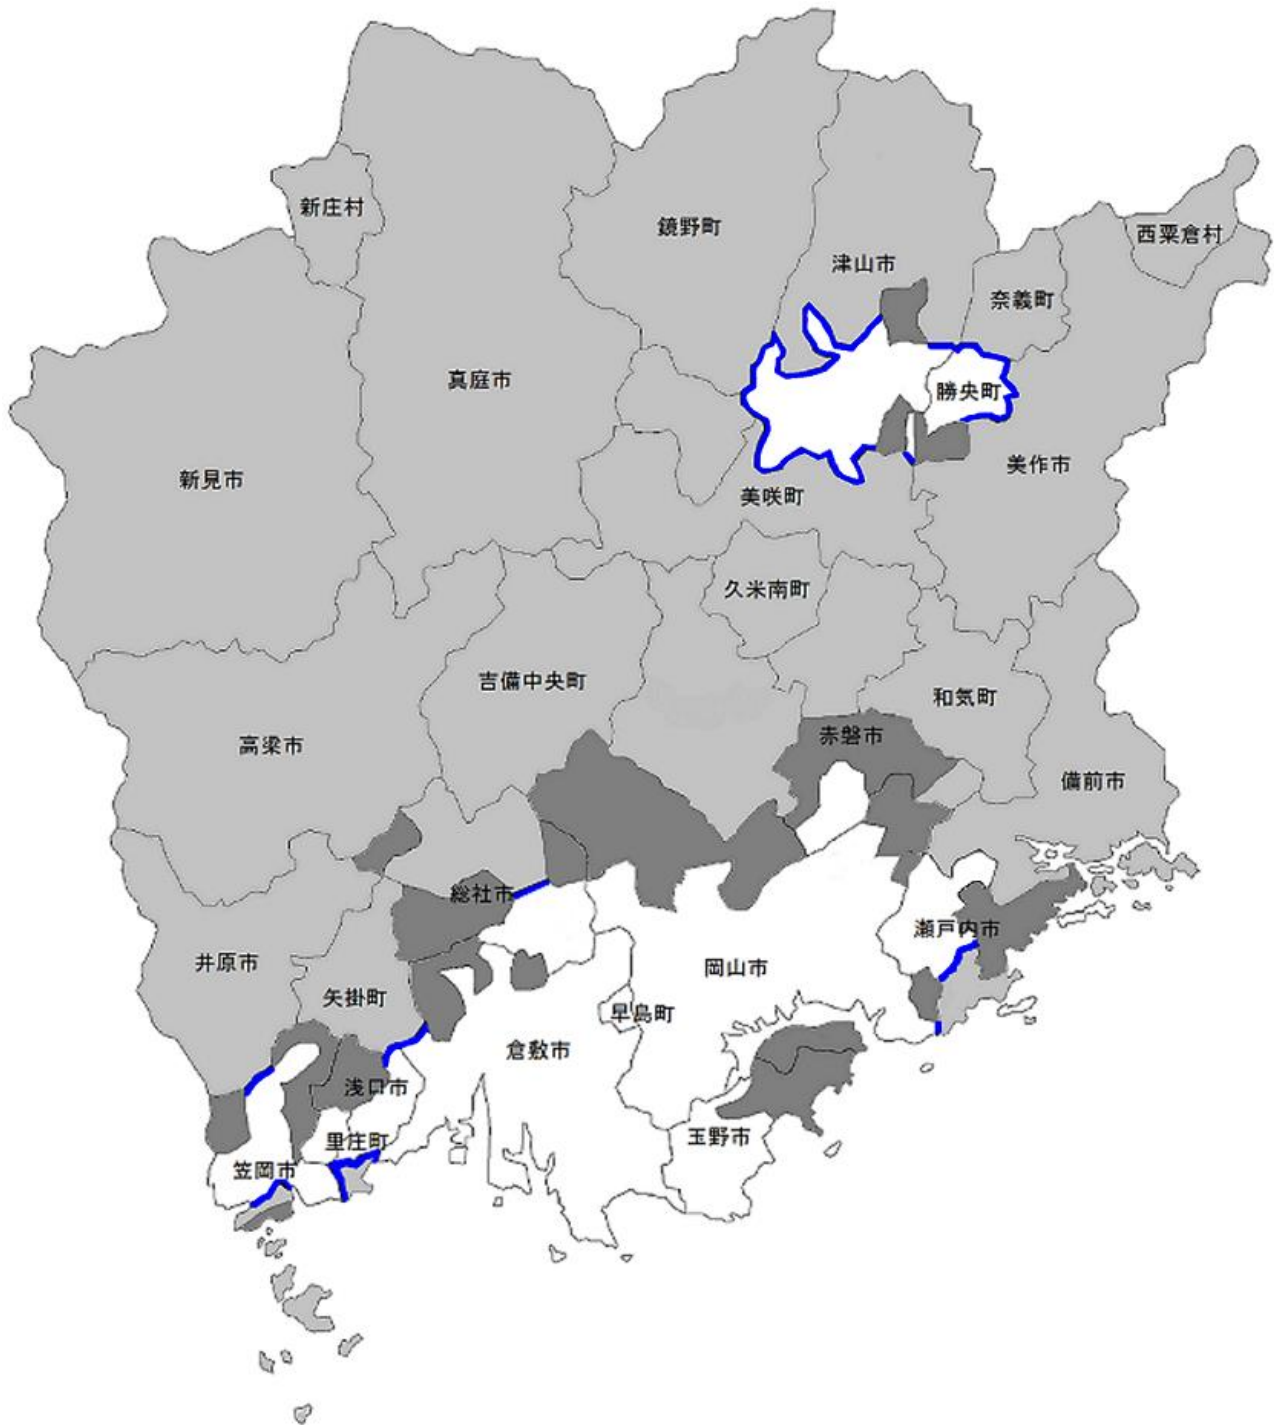 新庄村
鏡野町
西粟倉村
津山市
奈義町
真庭市
勝央町
新見市
美作市
美咲町
久米南町
吉備中央町
和気町
高梁市
赤磐市
備前市
総社市
瀬戸内市
井原市
岡山市
矢掛町
早島町
倉敷市
浅口市
玉野市
里庄町
笠岡市